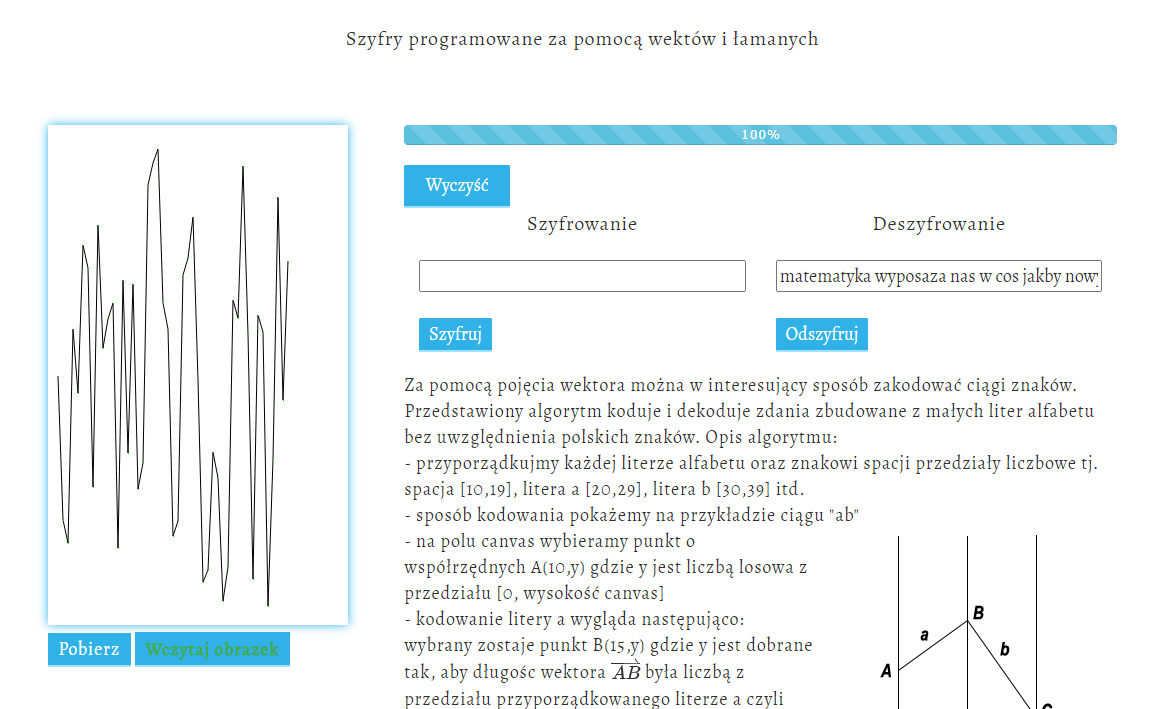 Szyfry programowane za pomocą wektów i łamanych
100%
Wyczyść
Szyfrowanie
Deszyfrowanie
matematyka wyposaza nas w cos jakby nowy
Szyfruj
Odszyfruj
Za pomocą pojęcia wektora można w interesujący sposób zakodować ciągi znaków.
Przedstawiony algorytm koduje i dekoduje zdania zbudowane z małych liter alfabetu
bez uwzględnienia polskich znaków. Opis algorytmu:
- przyporządkujmy każdej literze alfabetu oraz znakowi spacji przedziały liczbowe tj.
spacja [10,19], litera a [20,29], litera b [30,39] itd.
- sposób kodowania pokażemy na przykładzie ciągu "ab"
- na polu canvas wybieramy punkt o
współrzędnych A(10,y) gdzie y jest liczbą losowa z
przedziału [0, wysokość canvas]
- kodowanie litery a wygląda następująco:
wybrany zostaje punkt B(15,y) gdzie y jest dobrane
tak, aby długośc wektora AB była liczbą z
przedziału przyporządkowanego literze a czyli
B
a
b
A
C
Pobierz
Wczytaj obrazek